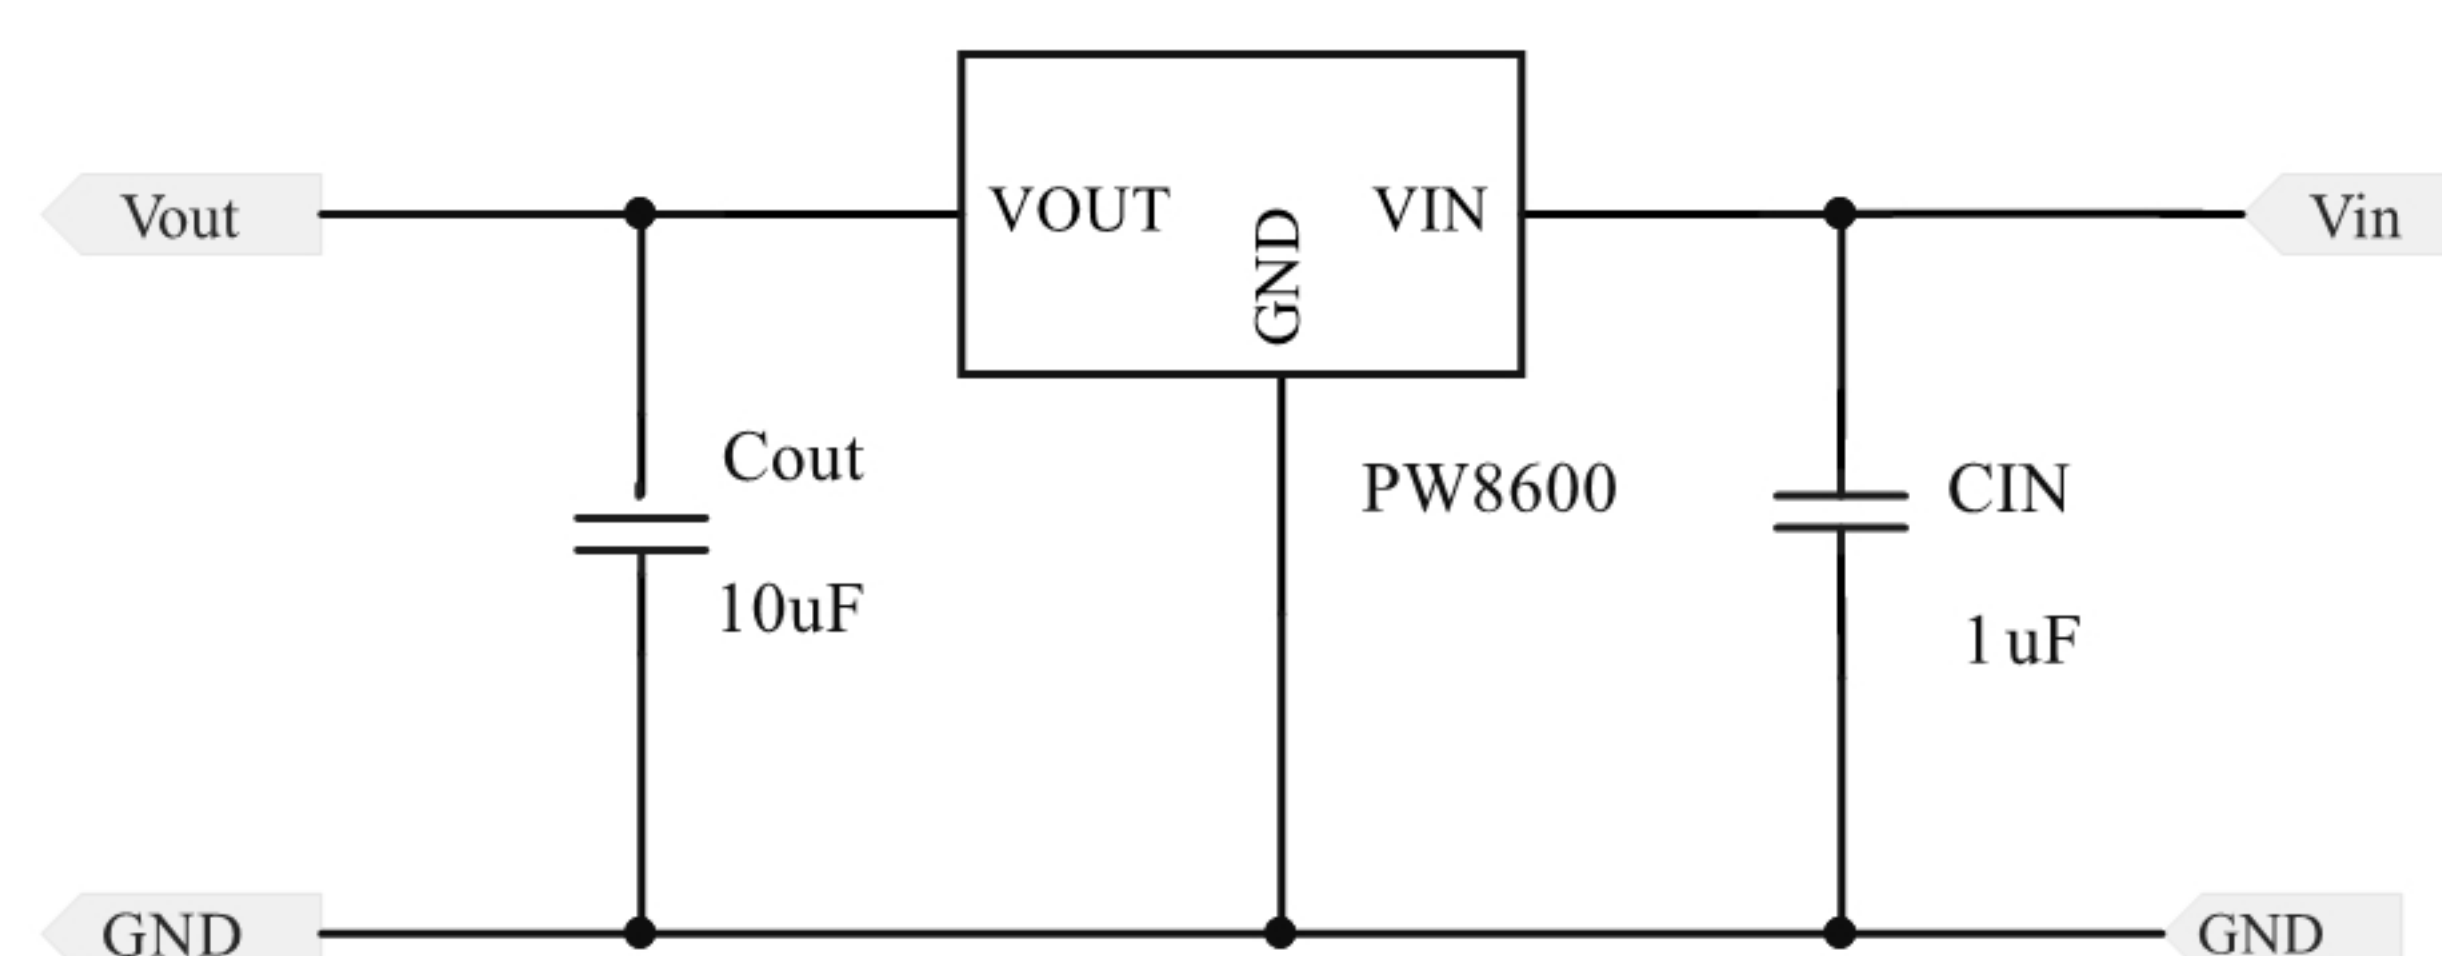 Vout
VOUT
GND
VIN
Vin
Cout
10uF
PW8600
CIN
1uF
GND
GND